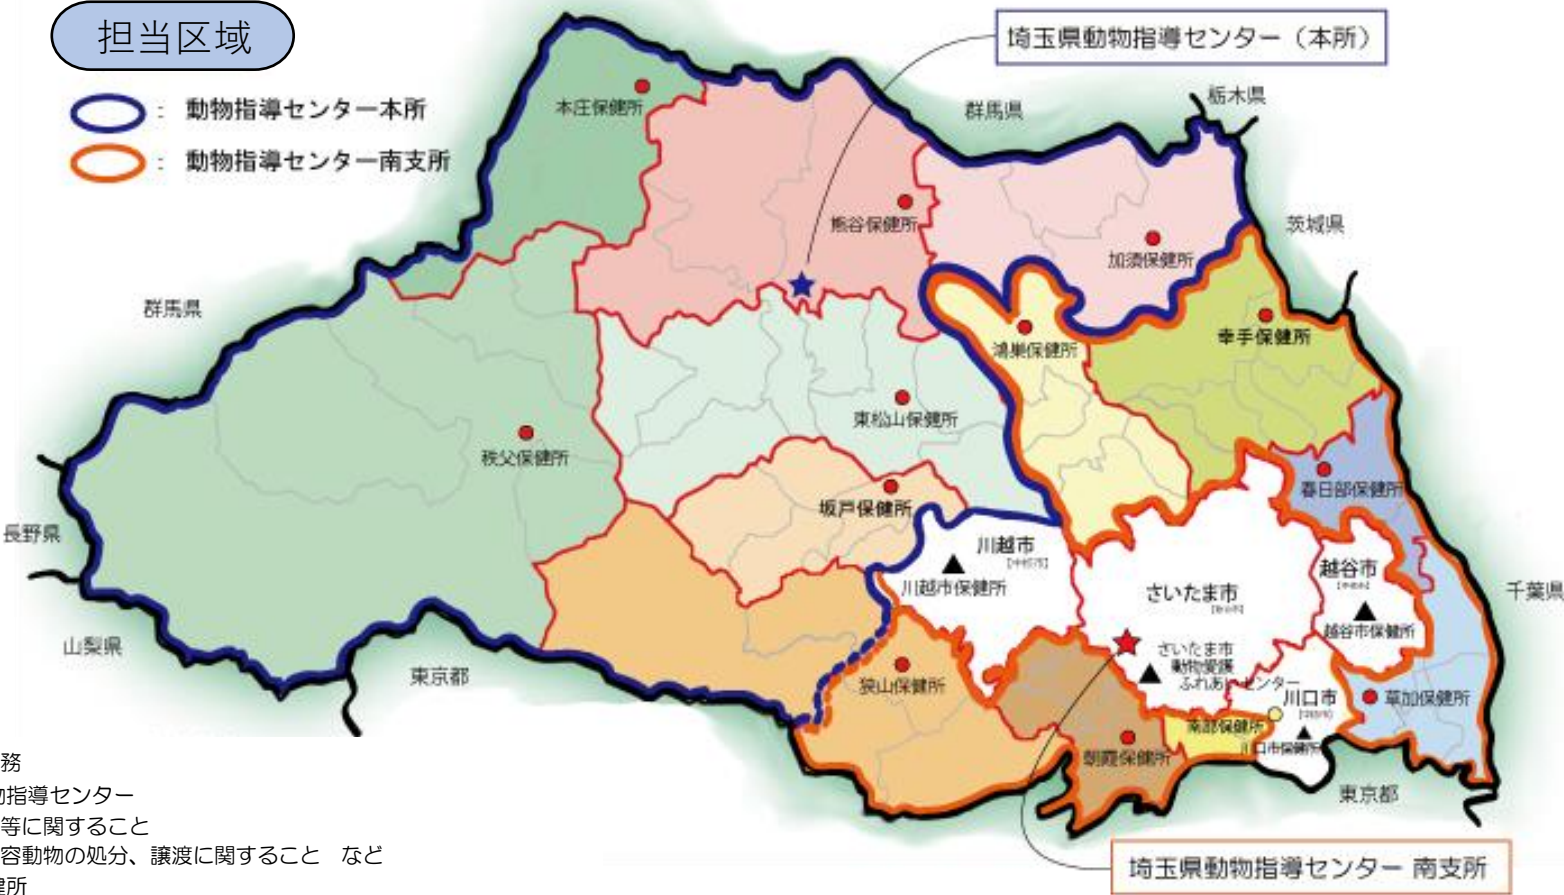 担当区域
埼玉県動物指導センター（本所）
： 動物指導センター本所
： 動物指導センター南支所
群馬県
栃木県
本庄保健所
熊谷保健所
茨城県
加須保健所
群馬県
幸手保健所
鴻巣保健所
東松山保健所
秩父保健所
春日部保健所
坂戸保健所
長野県
川越市
川越市保健所
越谷市
さいたま市
千葉県
越谷市保健所
山梨県
さいたま市
動物愛護
ふれあいセンター
東京都
狭山保健所
川口市
草加保健所
南部保健所
川口市保健所
朝霞保健所
東京都
務
物指導センター
等に関すること
容動物の処分、譲渡に関すること　など
健所
埼玉県動物指導センター 南支所